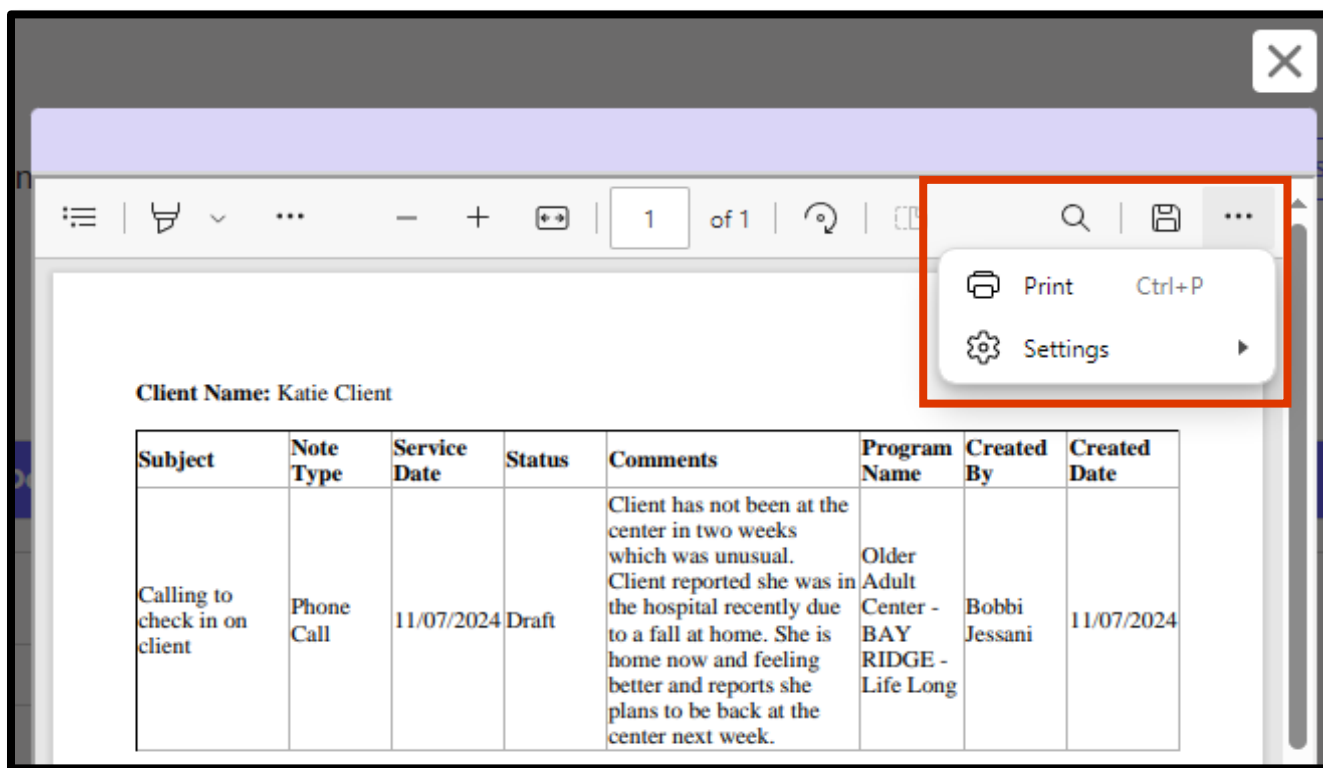 1 of 1
Print Ctrl+P
Settings
Client Name: Katie Client
Subject Note Type Service Date Status Comments Program Name Created By Created Date
Calling to
check in on
client
Phone
Call
11/07/2024
Draft
Client has not been at the
center in two weeks
which was unusual.
Client reported she was in
the hospital recently due
to a fall at home. She is
home now and feeling
better and reports she
plans to be back at the
center next week.
Older
Adult
Center -
BAY
RIDGE -
Life Long
Bobbi
Jessani
11/07/2024